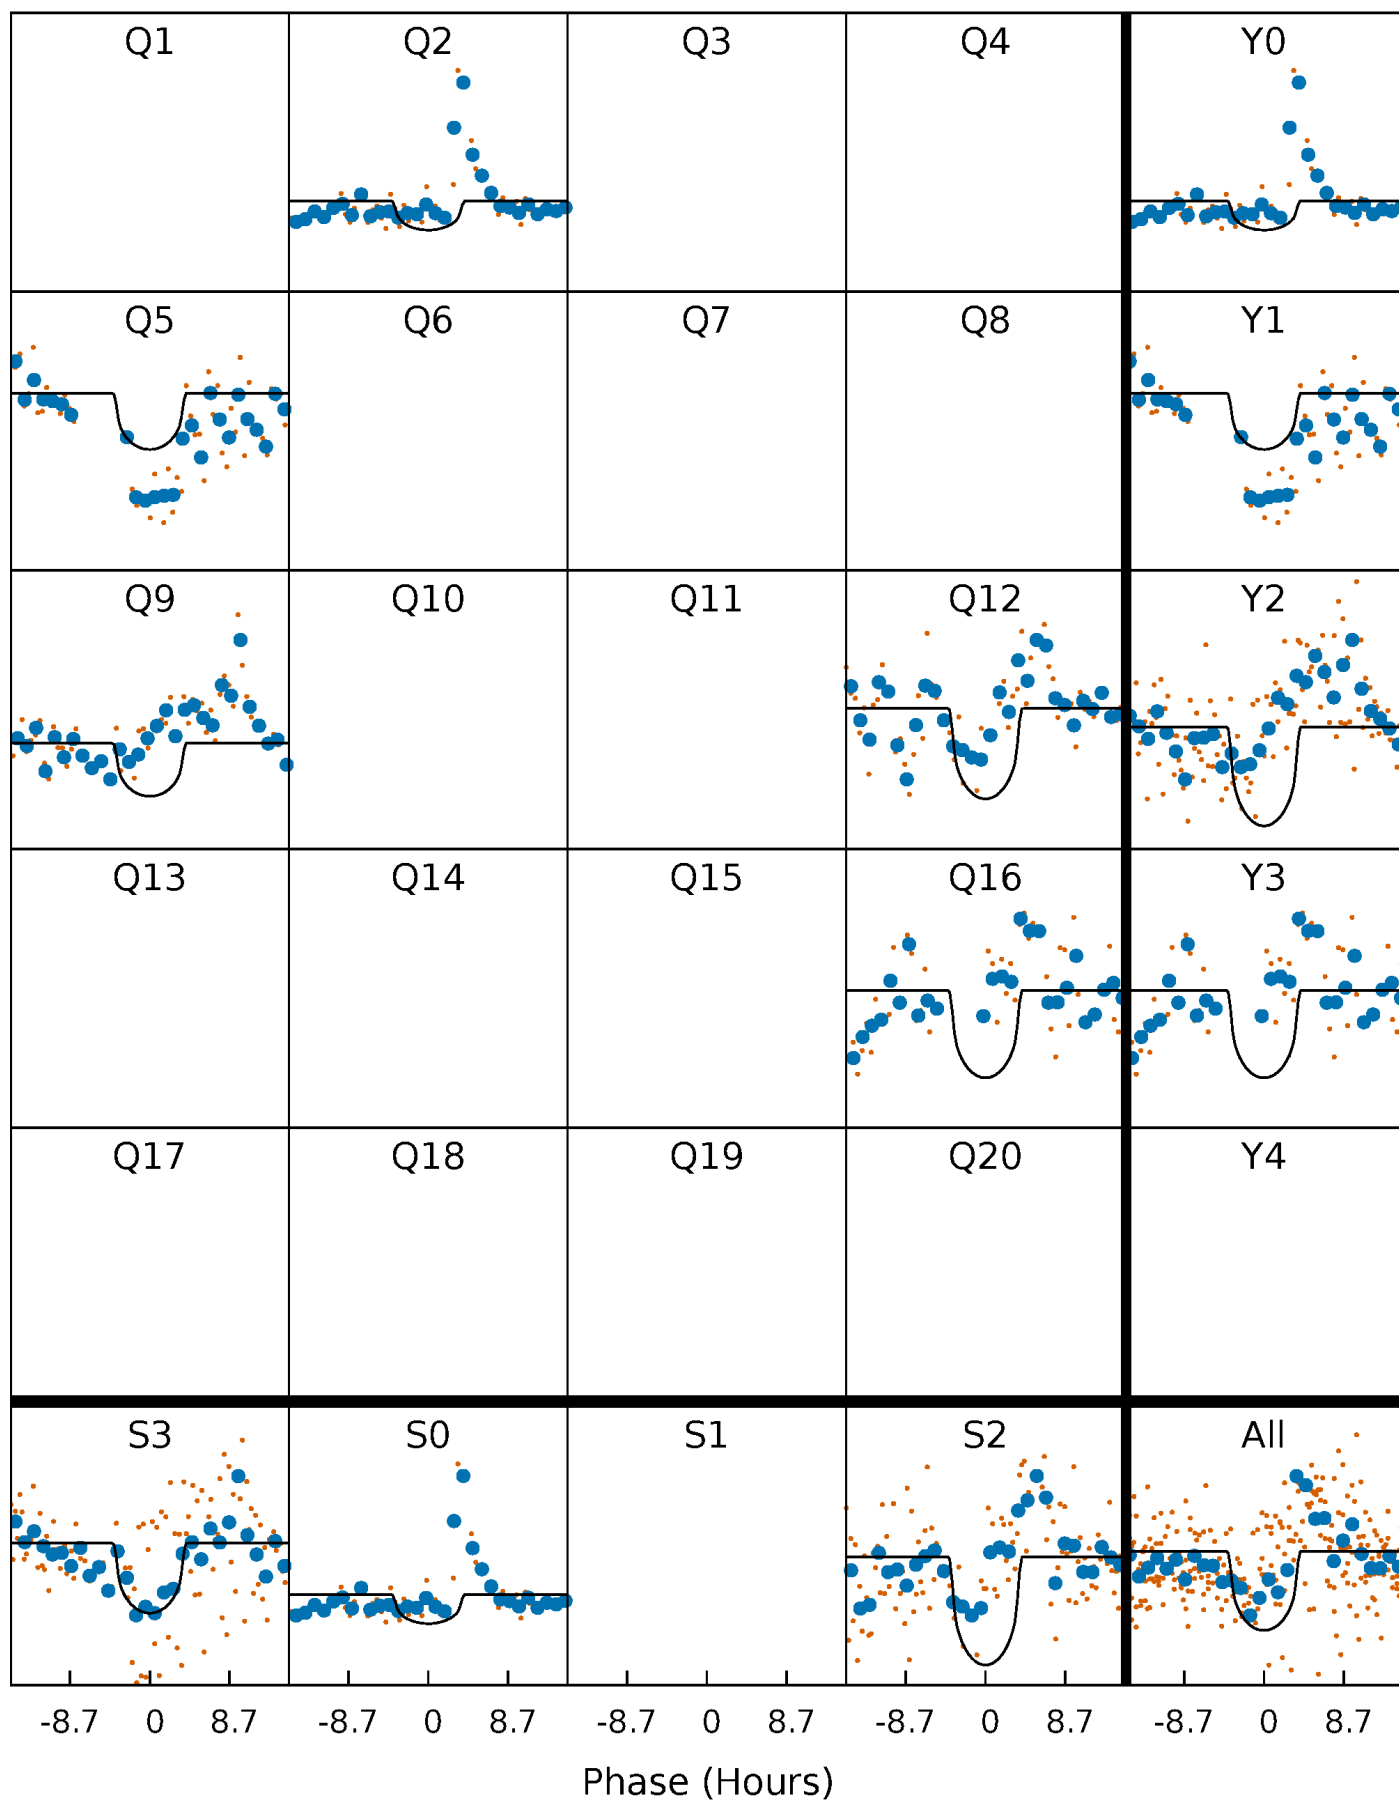 Q1 Q2 Q3 Q4 Y0
Q5 Q6 Q7 Q8 Y1
Q9 Q10 Q11 Q12 Y2
Q13 Q14 Q15 Q16 Y3
Q17 Q18 Q19 Q20 Y4
S3 S0 S1 S2 All
-8.7 0 8.7 -8.7 0 8.7 -8.7 0 8.7 -8.7 0 8.7 -8.7 0 8.7
Phase (Hours)